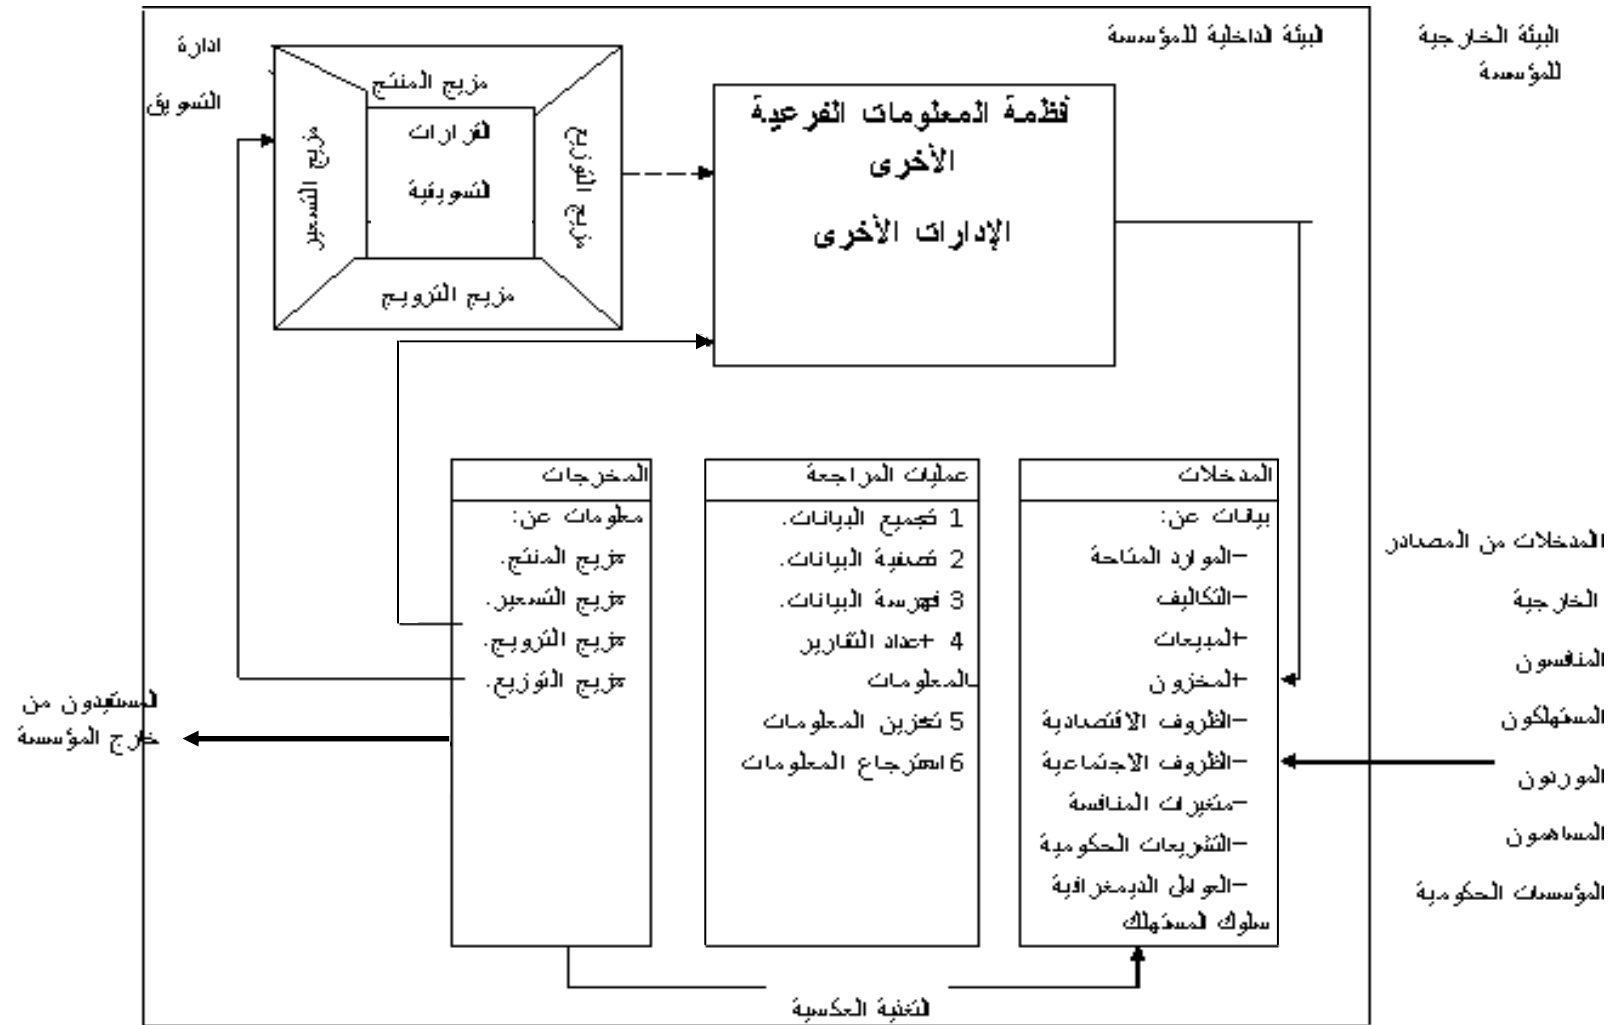 البيئة الخارجية
للمؤسسة
البيئة الداخلية للمؤسسة
ادارة
التسويق
مزيج المنتج
مزيج التسعير
القرارات
التسويقية
مزيج التوزيع
مزيج الترويج
أنظمة المعلومات الفرعية
الأخرى
الإدارات الأخرى
المدخلات
بيانات عن:
-الموارد المتاحة
-التكاليف
-المبيعات
-المخزون
-الظروف الاقتصادية
-الظروف الاجتماعية
-متغيرات المنافسة
-التشريعات الحكومية
-العوامل الديمغرافية
سلوك المستهلك
عمليات المراجعة
1 تجميع البيانات.
2 تصفية البيانات.
3 فهرسة البيانات.
4 إعداد التقارير
المعلومات
5 تخزين المعلومات
6 استرجاع المعلومات
المخرجات
معلومات عن:
-مزيج المنتج.
-مزيج التسعير.
-مزيج الترويج.
-مزيج التوزيع.
المدخلات من المصادر
الخارجية
المنافسون
المستهلكون
الموردون
المساهمون
المؤسسات الحكومية
المستفيدون من
خارج المؤسسة
التغذية العكسية